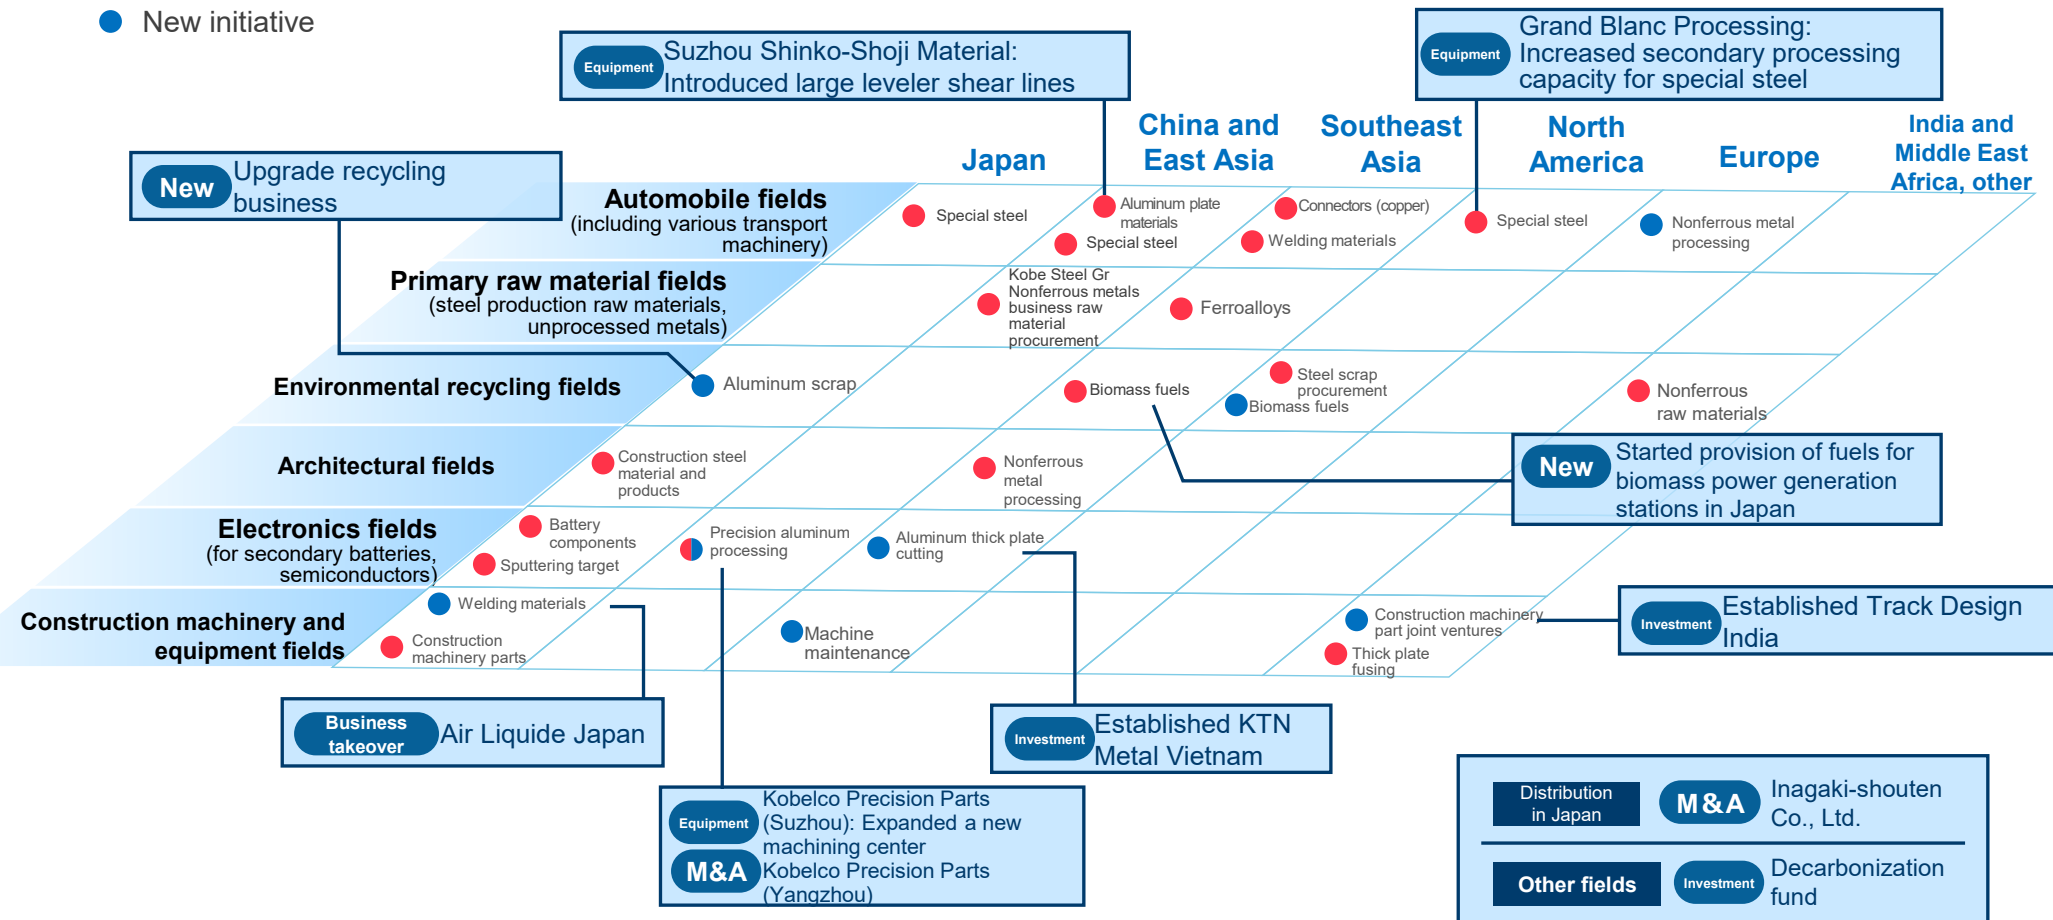 New initiative
Equipment
Suzhou Shinko-Shoji Material:
Introduced large leveler shear lines
Equipment
Grand Blanc Processing:
Increased secondary processing
capacity for special steel
New
Upgrade recycling
business
Japan
China and
East Asia
Southeast
Asia
North
America
Europe
India and
Middle East
Africa, other
Automobile fields
(including various transport
machinery)
Special steel
Aluminum plate
materials
Special steel
Connectors (copper)
Welding materials
Special steel
Nonferrous metal
processing
Primary raw material fields
(steel production raw materials,
unprocessed metals)
Kobe Steel Gr
Nonferrous metals
business raw
material
procurement
Ferroalloys
Environmental recycling fields
Aluminum scrap
Biomass fuels
Steel scrap
procurement
Biomass fuels
Nonferrous
raw materials
New
Started provision of fuels for
biomass power generation
stations in Japan
Architectural fields
Construction steel
material and
products
Nonferrous
metal
processing
Electronics fields
(for secondary batteries,
semiconductors)
Battery
components
Sputtering target
Precision aluminum
processing
Aluminum thick plate
cutting
Construction machinery and
equipment fields
Welding materials
Construction
machinery parts
Machine
maintenance
Construction machinery
part joint ventures
Thick plate
fusing
Investment
Established Track Design
India
Business
takeover
Air Liquide Japan
Investment
Established KTN
Metal Vietnam
Equipment
Kobelco Precision Parts
(Suzhou): Expanded a new
machining center
M&A
Kobelco Precision Parts
(Yangzhou)
Distribution
in Japan
M&A
Inagaki-shouten
Co., Ltd.
Other fields
Investment
Decarbonization
fund